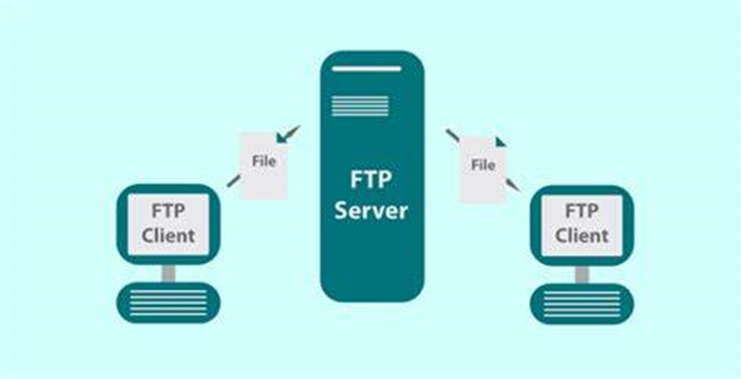 File
File
FTP
Server
FTP
Client
FTP
Client